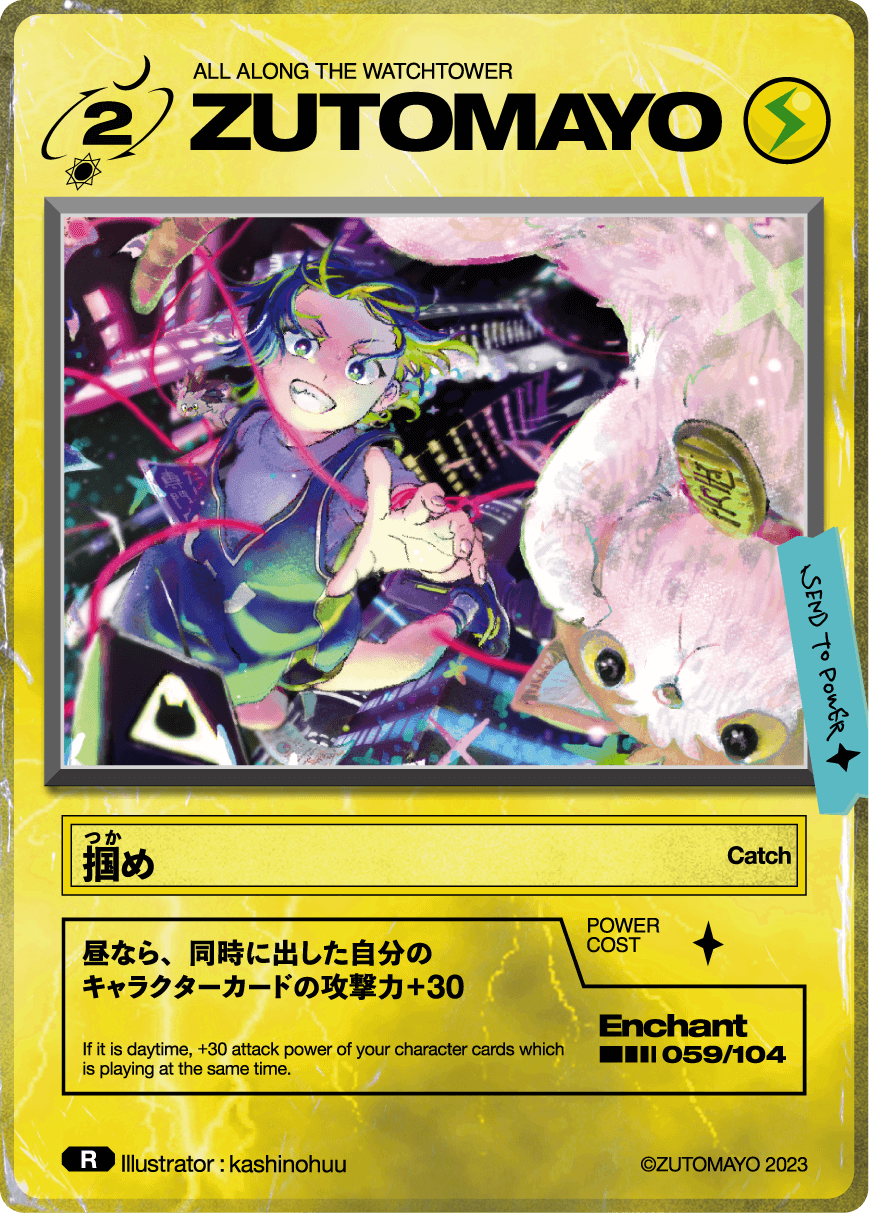 ALL ALONG THE WATCHTOWER
2
ZUTOMAYO
SEND TO POWER
つか
掴め
Catch
昼なら、同時に出した自分の
キャラクターカードの攻撃力+30
If it is daytime, +30 attack power of your character cards which
is playing at the same time.
POWER
COST
Enchant
059/104
R
Illustrator : kashinohuu
©ZUTOMAYO 2023